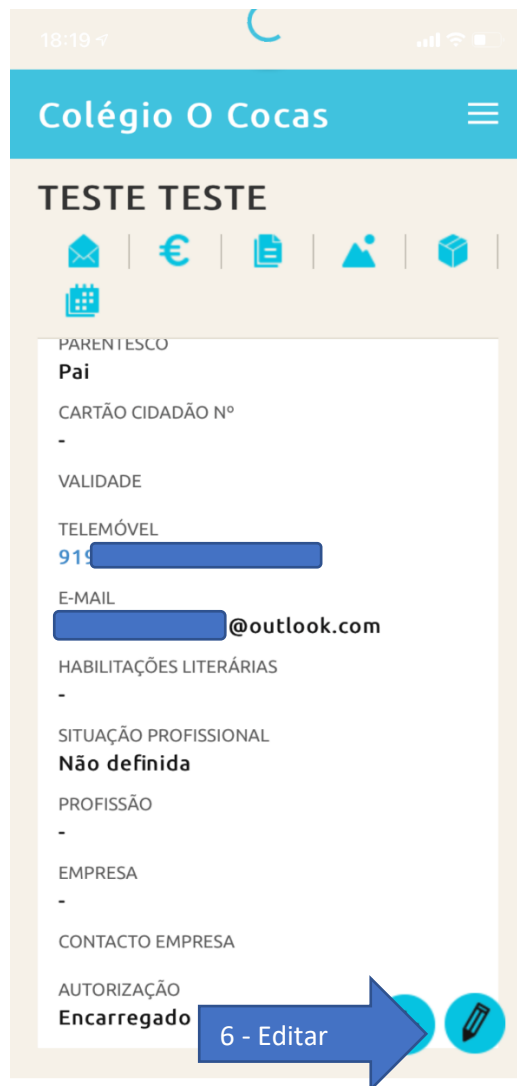 18:19
Colégio O Cocas
TESTE TESTE
PARENTESCO
Pai
CARTÃO CIDADÃO Nº
-
VALIDADE
TELEMÓVEL
919
E-MAIL
@outlook.com
HABILITAÇÕES LITERÁRIAS
-
SITUAÇÃO PROFISSIONAL
Não definida
PROFISSÃO
-
EMPRESA
-
CONTACTO EMPRESA
AUTORIZAÇÃO
Encarregado
6 - Editar